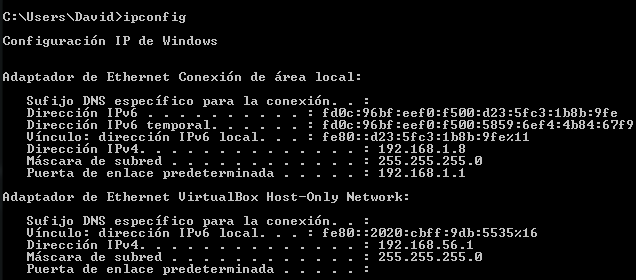 C:\Users\David>ipconfig
Configuración IP de Windows
Adaptador de Ethernet Conexión de área local:
Sufijo DNS específico para la conexión. . :
Dirección IPv6 . . . . . . . . . . : fd0c:96bf:eef0:f500:d23:5fc3:1b8b:9fe
Dirección IPv6 temporal. . . . . . : fd0c:96bf:eef0:f500:5859:6ef4:4b84:67f9
Vínculo: dirección IPv6 local. . . : fe80::d23:5fc3:1b8b:9fe%11
Dirección IPv4. . . . . . . . . . . . . . : 192.168.1.8
Máscara de subred . . . . . . . . . . . . : 255.255.255.0
Puerta de enlace predeterminada . . . . . : 192.168.1.1
Adaptador de Ethernet VirtualBox Host-Only Network:
Sufijo DNS específico para la conexión. . :
Vínculo: dirección IPv6 local. . . : fe80::2020:cbff:9db:5535%16
Dirección IPv4. . . . . . . . . . . . . . : 192.168.56.1
Máscara de subred . . . . . . . . . . . . : 255.255.255.0
Puerta de enlace predeterminada . . . . . :